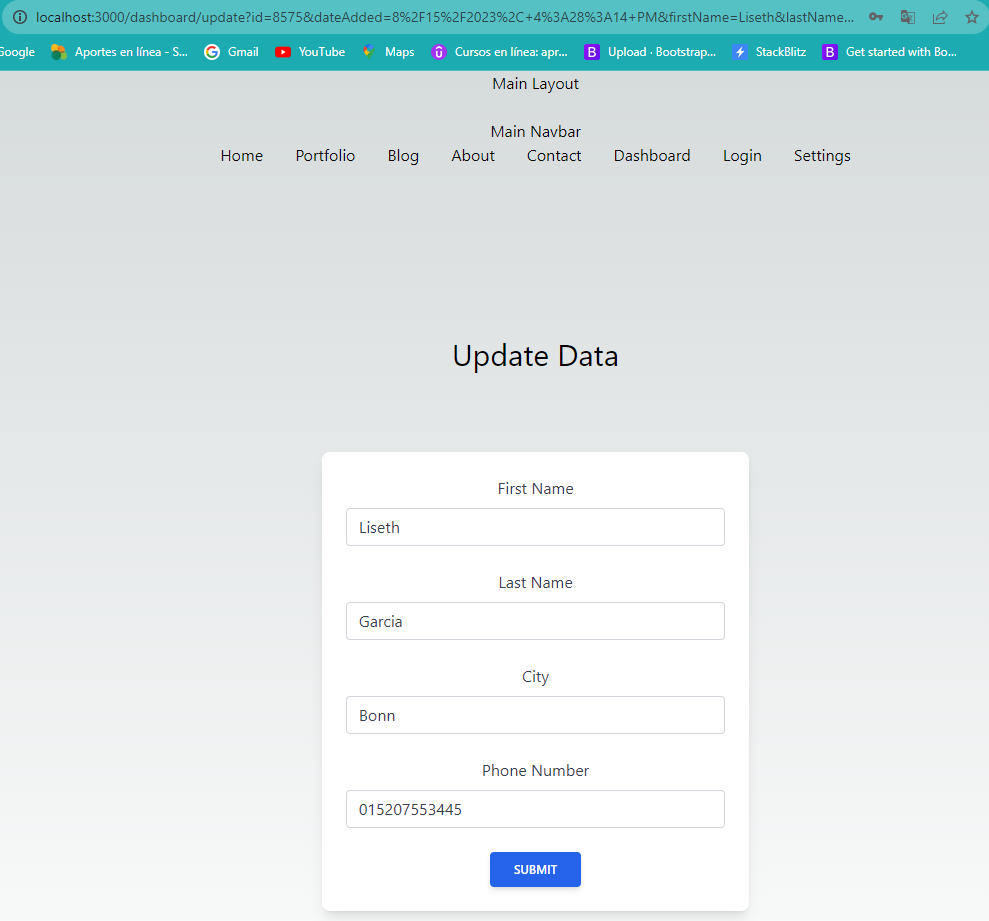 localhost:3000/dashboard/update?id=8575&dateAdded=8%2F15%2F2023%2C+4%3A28%3A14+PM&firstName=Liseth&lastName...
Google Aportes en línea - S... Gmail YouTube Maps Cursos en línea: apr... Upload · Bootstrap... StackBlitz Get started with Bo...
Main Layout
Main Navbar
Home Portfolio Blog About Contact Dashboard Login Settings
Update Data
First Name
Liseth
Last Name
Garcia
City
Bonn
Phone Number
015207553445
SUBMIT